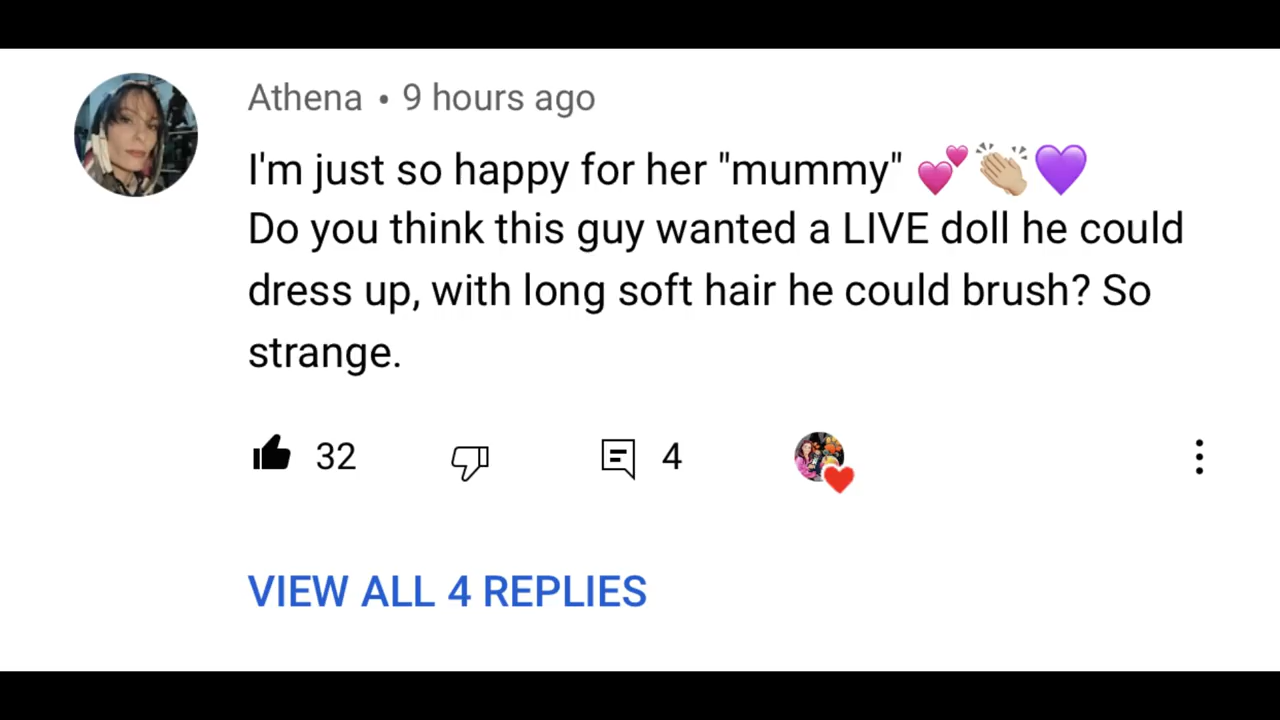 Athena • 9 hours ago
I'm just so happy for her "mummy" 💕👏🏼💜
Do you think this guy wanted a LIVE doll he could
dress up, with long soft hair he could brush? So
strange.
32 4
VIEW ALL 4 REPLIES